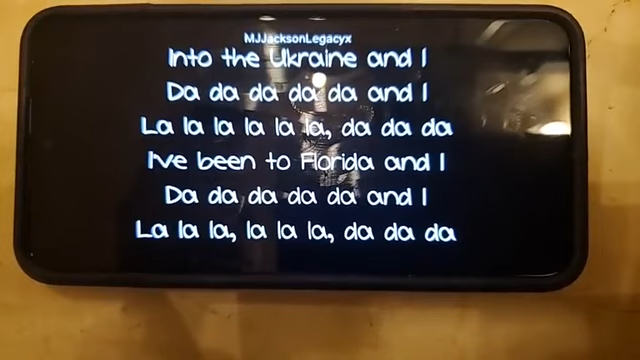 MJJacksonLegacyx
Into the Ukraine and I
Da da da da da and I
La la la la la la, da da da
I've been to Florida and I
Da da da da da and I
La la la, la la la, da da da